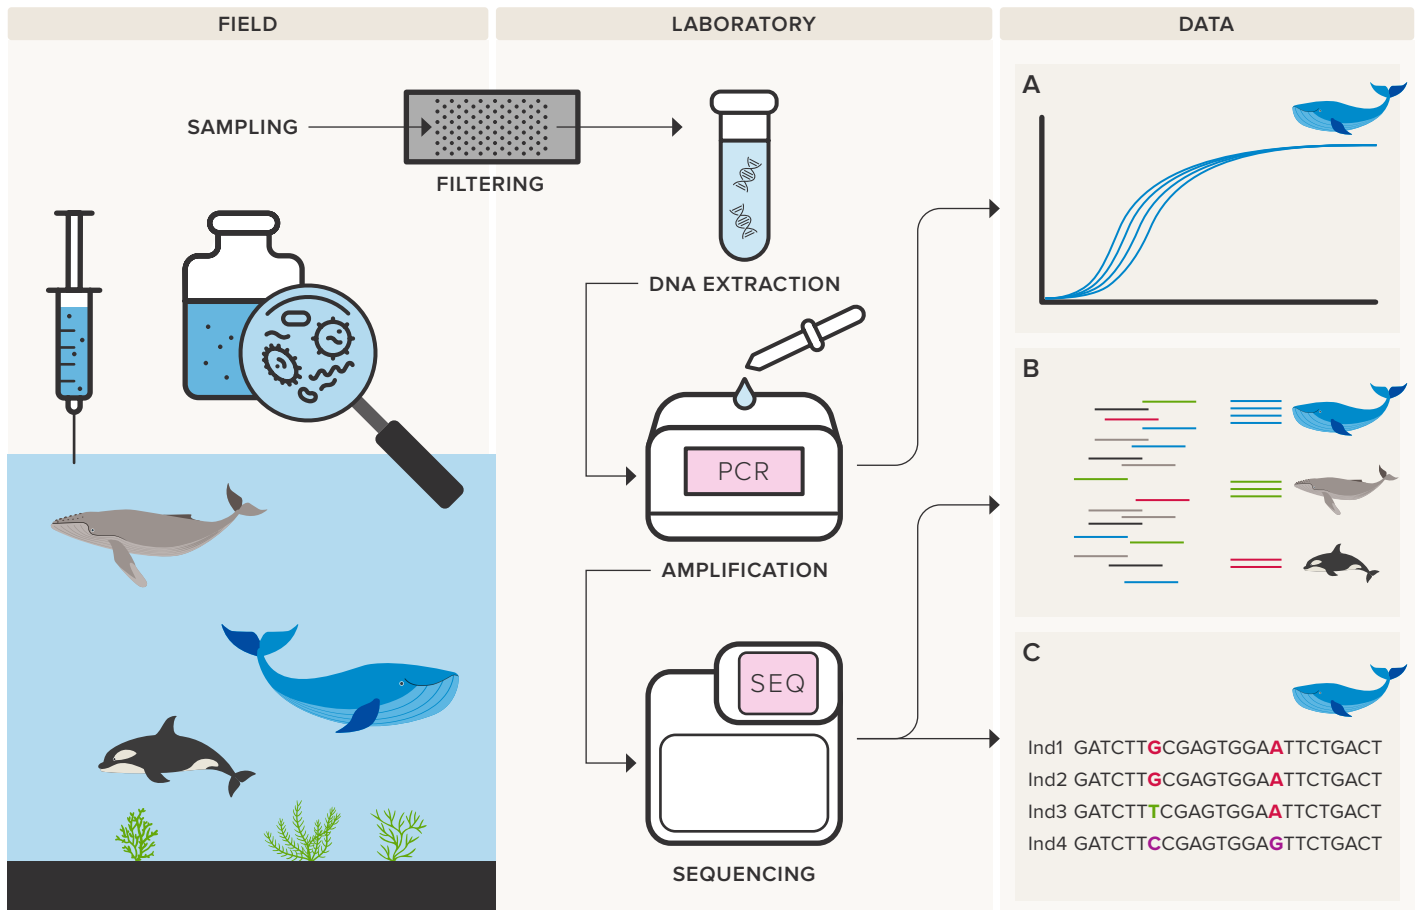 FIELD
LABORATORY
DATA
SAMPLING
FILTERING
DNA EXTRACTION
PCR
AMPLIFICATION
SEQ
SEQUENCING
A
B
C
Ind1 GATCTTGCGAGTGGAATTCTGACT
Ind2 GATCTTGCGAGTGGAATTCTGACT
Ind3 GATCTTTCGAGTGGAATTCTGACT
Ind4 GATCTTCCGAGTGGAGTTCTGACT